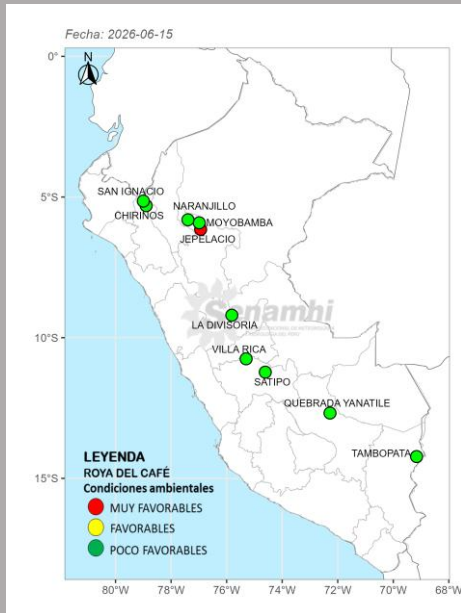 Fecha: 2026-06-15
0°
N
SAN IGNACIO
NARANJILLO
5°S
CHIRINOS
MOYOBAMBA
JEPELACIO
Senamhi
LA DIVISORIA
10°S
VILLA RICA
SATIPO
QUEBRADA YANATILE
TAMBOPATA
LEYENDA
ROYA DEL CAFÉ
15°S
Condiciones ambientales
MUY FAVORABLES
FAVORABLES
POCO FAVORABLES
80°W 78°W 76°W 74°W 72°W 70°W 68°W